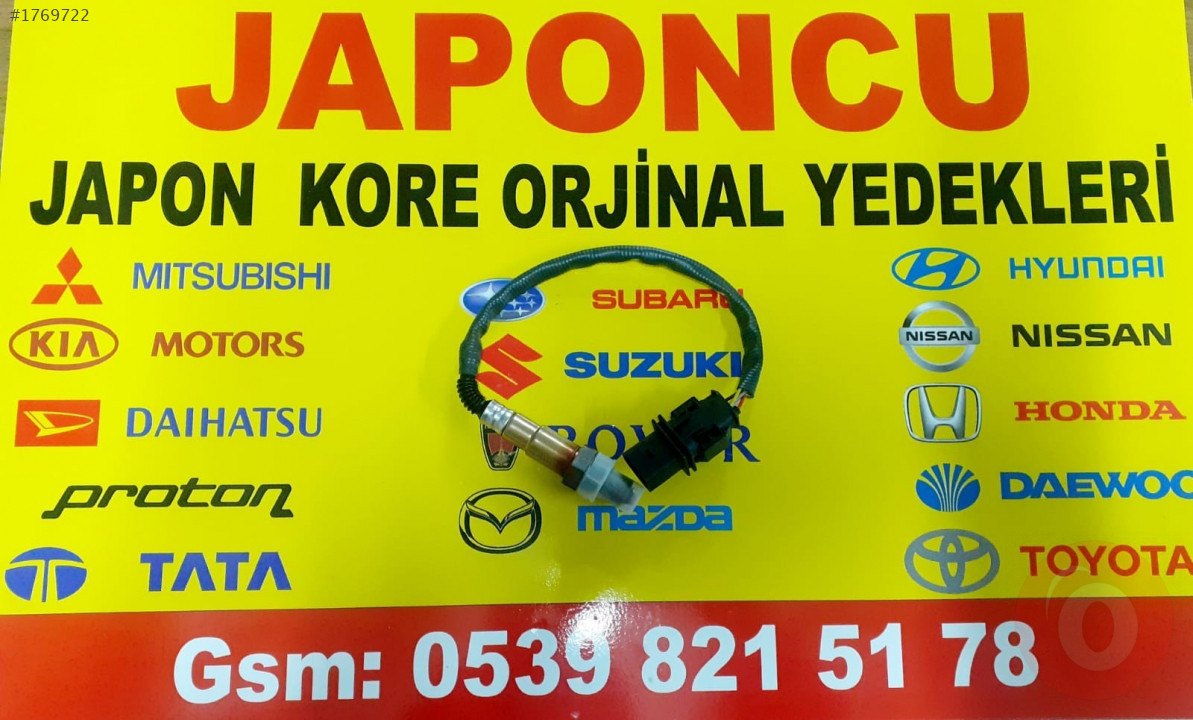 #1769722
JAPONCU
JAPON KORE ORJİNAL YEDEKLERİ
MITSUBISHI
KIA MOTORS
DAIHATSU
proton
TATA
SUBARU
SUZUKI
ROVER
mazda
HYUNDAI
NISSAN NISSAN
HONDA
DAEWOO
TOYOTA
Gsm: 0539 821 51 78